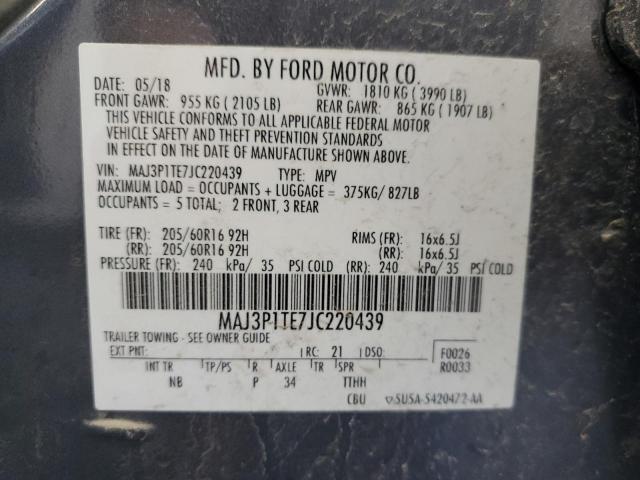 MFD. BY FORD MOTOR CO.
DATE: 05/18 GVWR: 1810 KG ( 3990 LB)
FRONT GAWR: 955 KG ( 2105 LB) REAR GAWR: 865 KG ( 1907 LB)
THIS VEHICLE CONFORMS TO ALL APPLICABLE FEDERAL MOTOR
VEHICLE SAFETY AND THEFT PREVENTION STANDARDS
IN EFFECT ON THE DATE OF MANUFACTURE SHOWN ABOVE.
VIN: MAJ3P1TE7JC220439 TYPE: MPV
MAXIMUM LOAD = OCCUPANTS + LUGGAGE = 375KG/ 827LB
OCCUPANTS = 5 TOTAL; 2 FRONT, 3 REAR
TIRE (FR): 205/60R16 92H RIMS (FR): 16x6.5J
(RR): 205/60R16 92H (RR): 16x6.5J
PRESSURE (FR): 240 kPa/ 35 PSI COLD (RR): 240 kPa/ 35 PSI COLD
MAJ3P1TE7JC220439
TRAILER TOWING - SEE OWNER GUIDE
EXT PNT: RC: 21 DSO: F0026
INT TR TP/PS R AXLE TR SPR R0033
NB P 34 TTHH
CBU 5U5A-5420472-AA